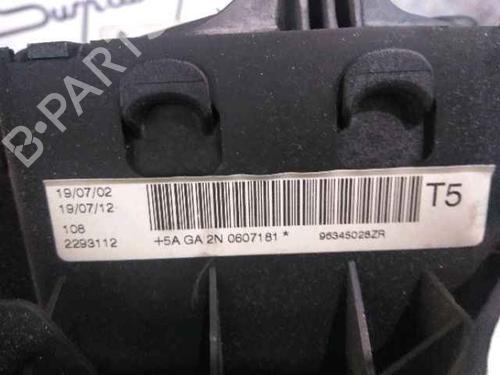 B·PARTS
19/07/02
19/07/12
108
2293112
+5A GA 2N 0607181 *
96345028ZR
T5